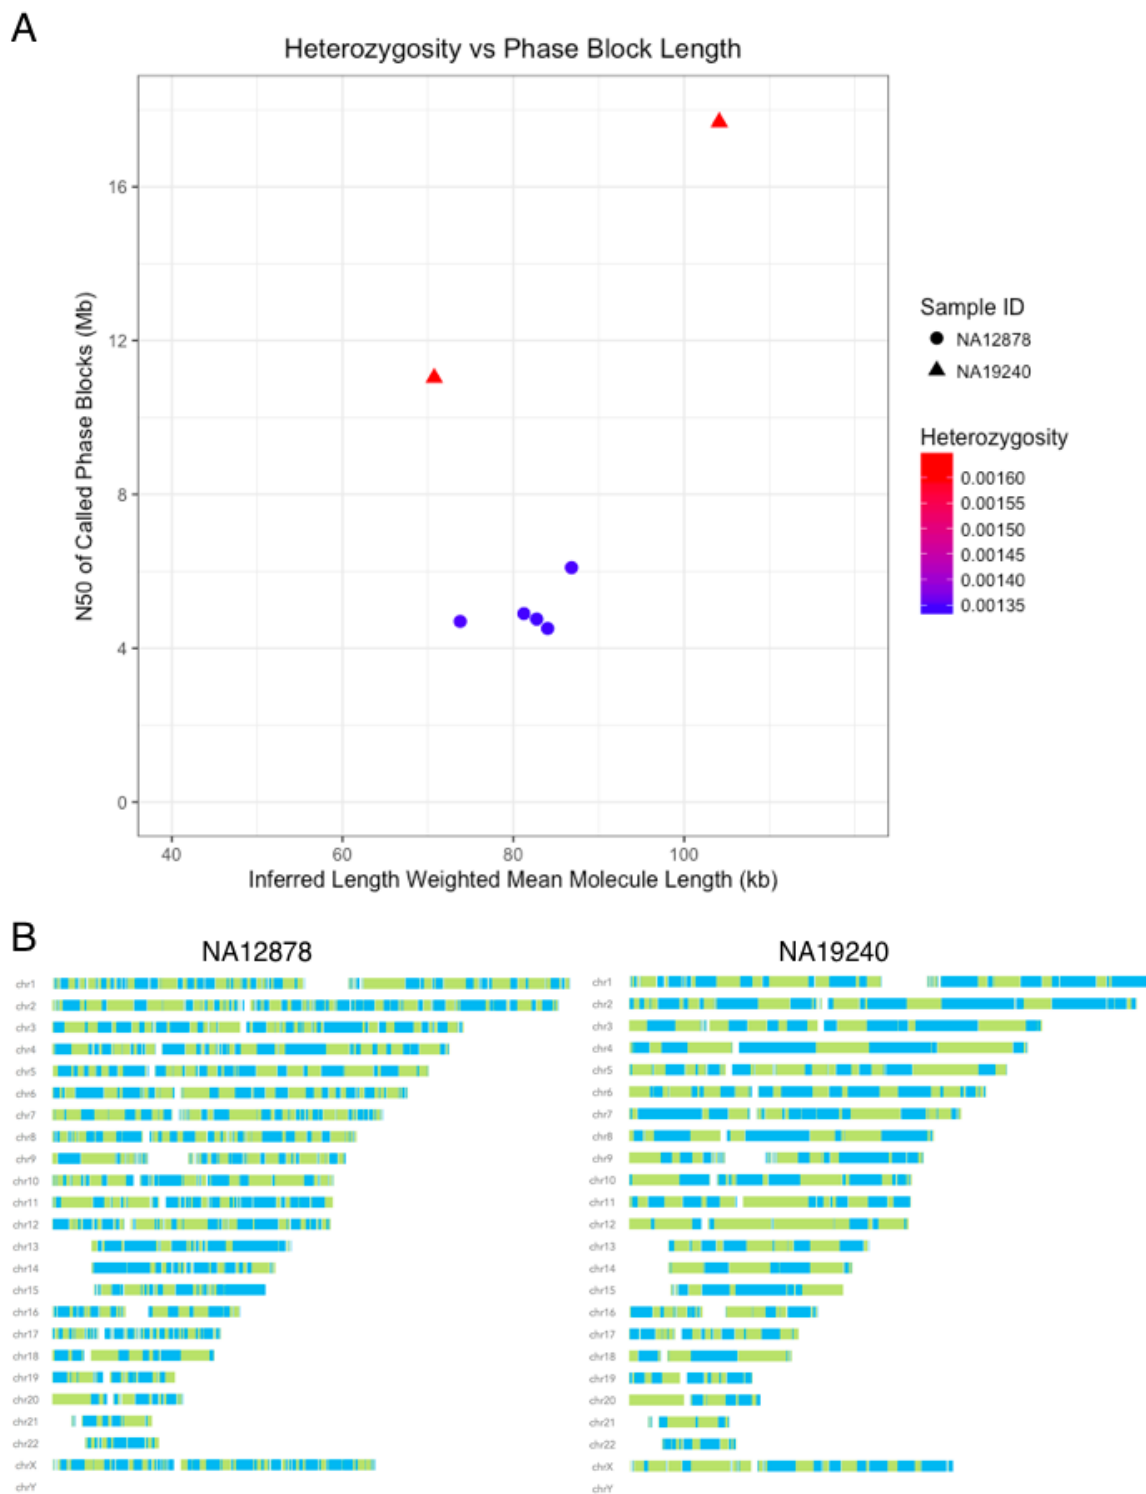 A
Heterozygosity vs Phase Block Length
N50 of Called Phase Blocks (Mb)
16
12
8
4
0
40 60 80 100
Inferred Length Weighted Mean Molecule Length (kb)
Sample ID
NA12878
NA19240
Heterozygosity
0.00160
0.00155
0.00150
0.00145
0.00140
0.00135
B
NA12878
chr1
chr2
chr3
chr4
chr5
chr6
chr7
chr8
chr9
chr10
chr11
chr12
chr13
chr14
chr15
chr16
chr17
chr18
chr19
chr20
chr21
chr22
chrX
chrY
NA19240
chr1
chr2
chr3
chr4
chr5
chr6
chr7
chr8
chr9
chr10
chr11
chr12
chr13
chr14
chr15
chr16
chr17
chr18
chr19
chr20
chr21
chr22
chrX
chrY